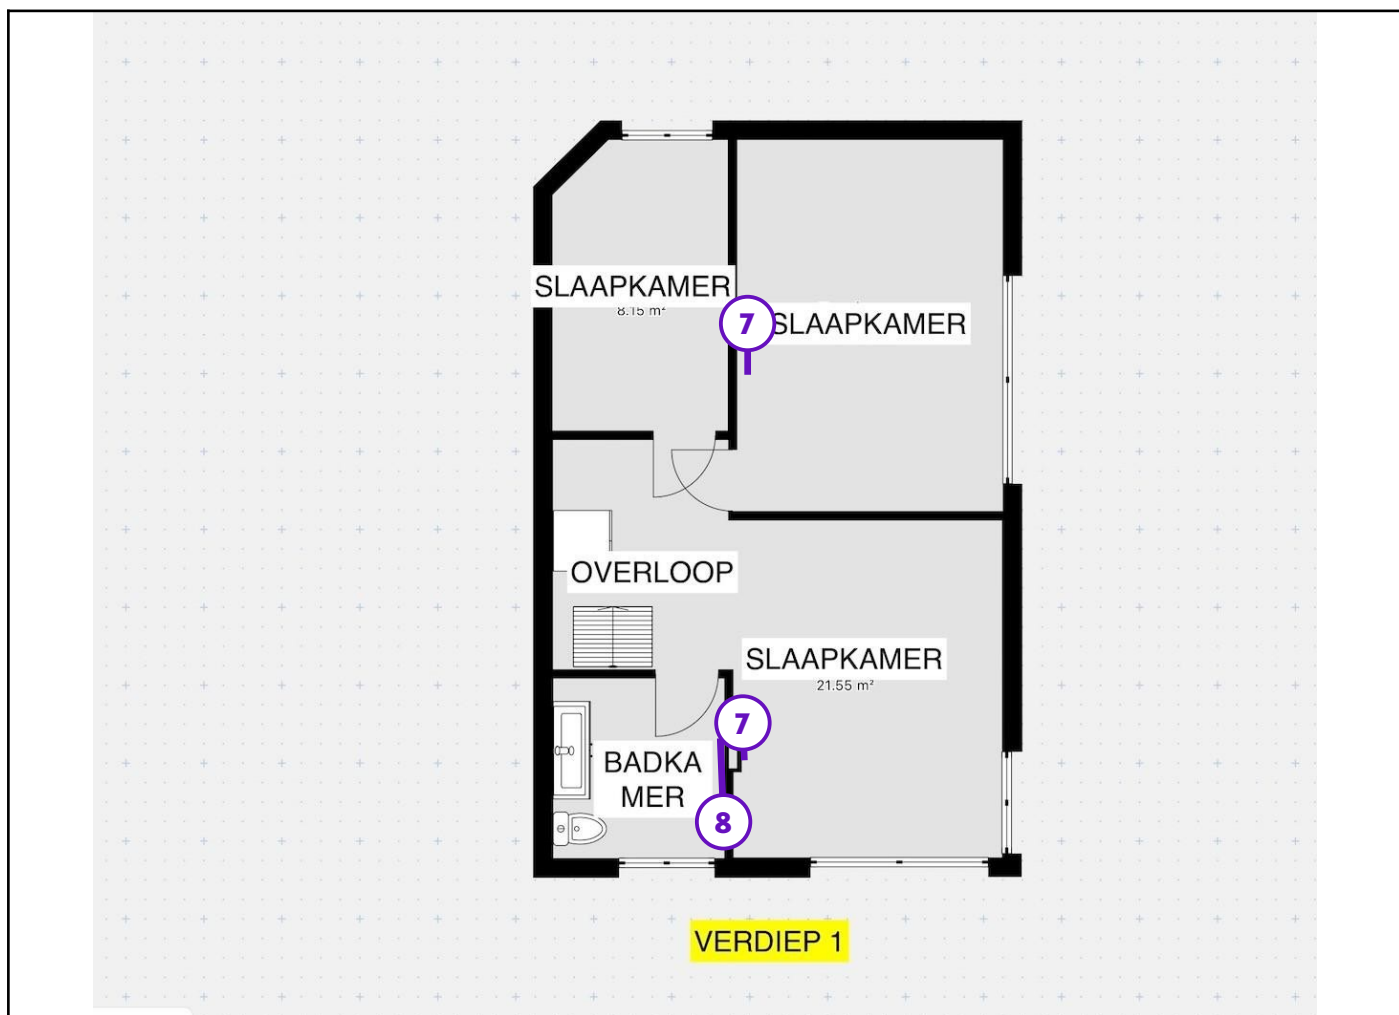 SLAAPKAMER
8.15 m²
7
SLAAPKAMER
OVERLOOP
SLAAPKAMER
21.55 m²
7
BADKA
MER
8
VERDIEP 1